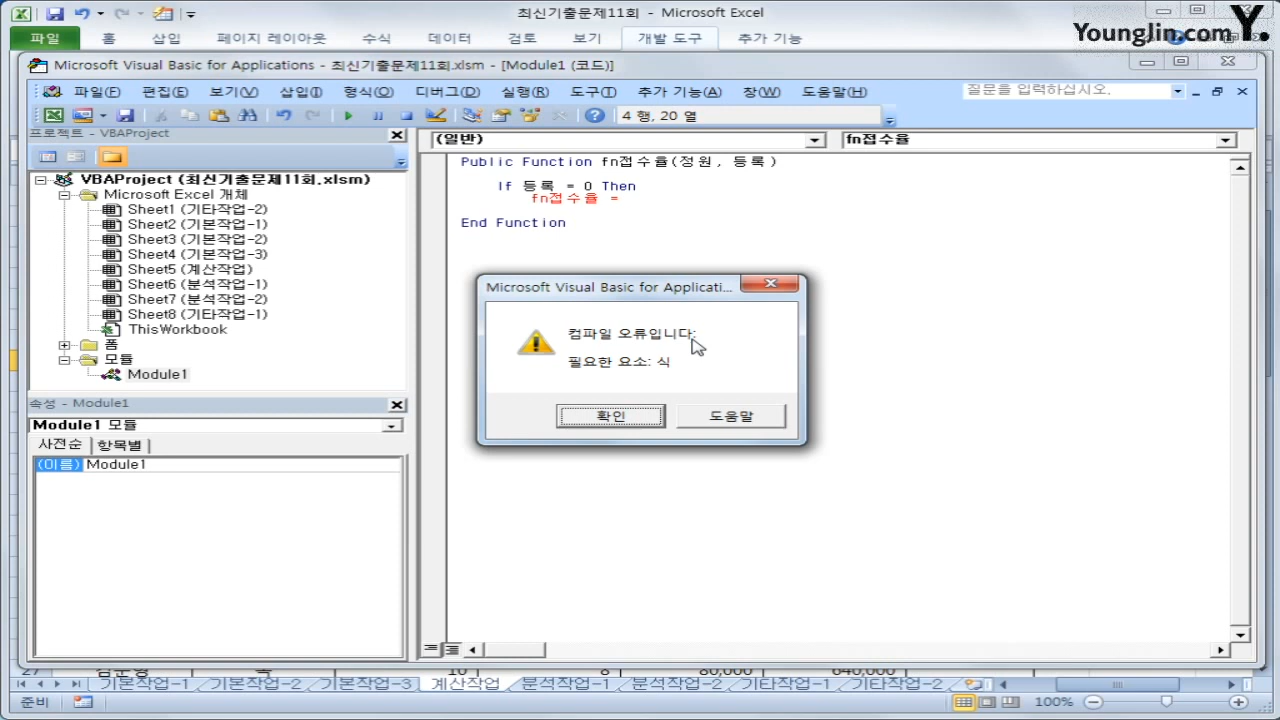 최신기출문제11회 - Microsoft Excel
Younglin.com Y.
파일 홈 삽입 페이지 레이아웃 수식 데이터 검토 보기 개발 도구 추가 기능
Microsoft Visual Basic for Applications - 최신기출문제11회.xlsm - [Module1 (코드)]
파일(F) 편집(E) 보기(V) 삽입(I) 형식(O) 디버그(D) 실행(R) 도구(T) 추가 기능(A) 창(W) 도움말(H) 질문을 입력하십시오.
4 행, 20 열
프로젝트 - VBAProject
(일반) fn접수율
VBAProject (최신기출문제11회.xlsm)
Microsoft Excel 개체
Sheet1 (기타작업-2)
Sheet2 (기본작업-1)
Sheet3 (기본작업-2)
Sheet4 (기본작업-3)
Sheet5 (계산작업)
Sheet6 (분석작업-1)
Sheet7 (분석작업-2)
Sheet8 (기타작업-1)
ThisWorkbook
폼
모듈
Module1
Public Function fn접수율(정원, 등록)
If 등록 = 0 Then
fn접수율 =
End Function
Microsoft Visual Basic for Applicati...
컴파일 오류입니다:
필요한 요소: 식
확인 도움말
속성 - Module1
Module1 모듈
사전순 항목별
(이름) Module1
27 10 8 80,000 640,000
기본작업-1 기본작업-2 기본작업-3 계산작업 분석작업-1 분석작업-2 기타작업-1 기타작업-2
준비 100%